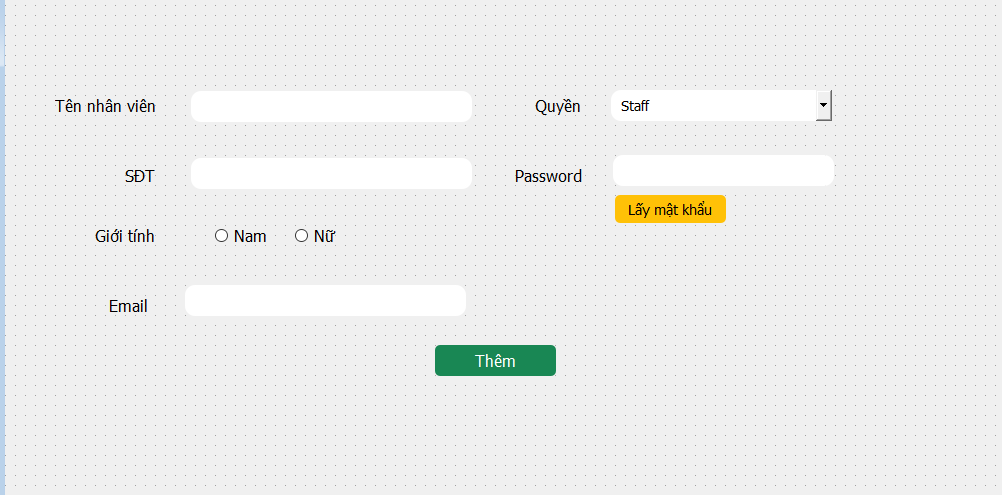 Tên nhân viên
Quyền
Staff
SĐT
Password
Lấy mật khẩu
Giới tính
Nam
Nữ
Email
Thêm